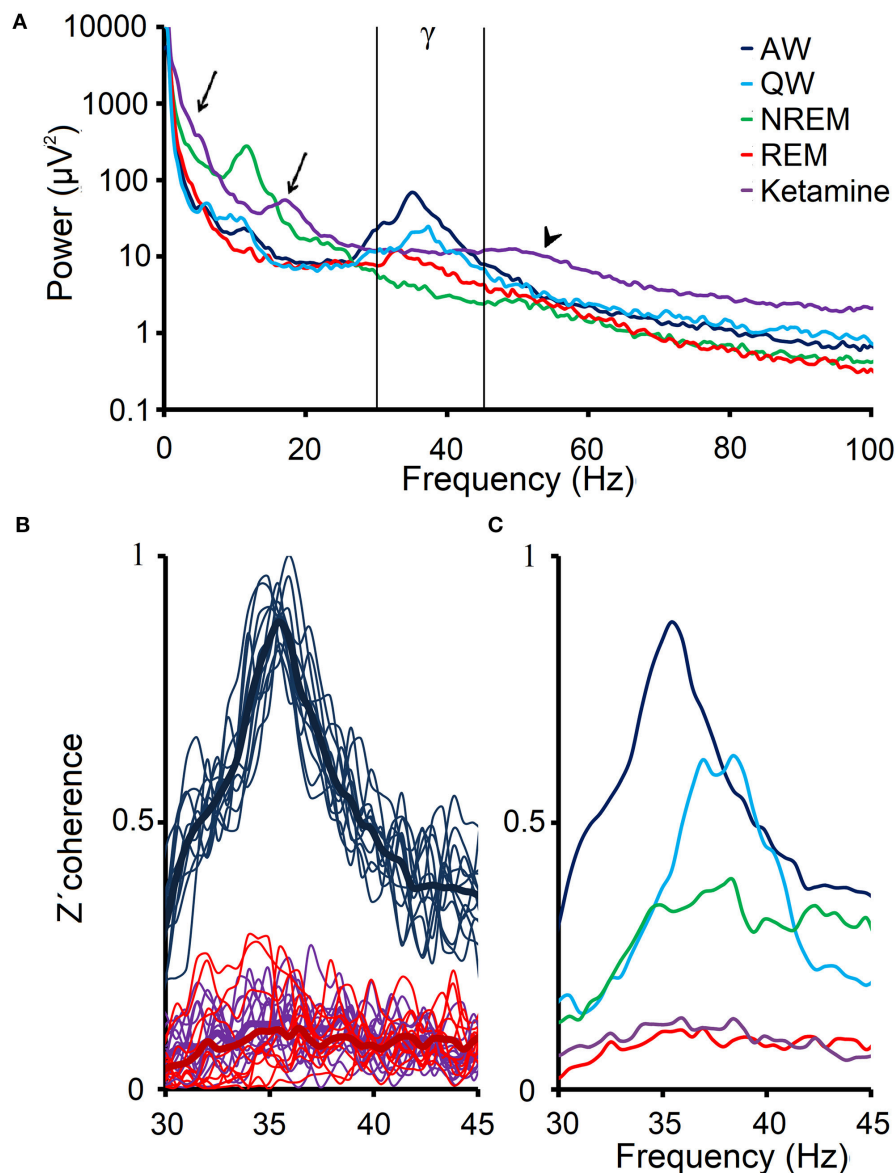 A
γ
Power (µV²)
10000
1000
100
10
1
0.1
0 20 40 60 80 100
Frequency (Hz)
AW
QW
NREM
REM
Ketamine
B
Z´coherence
1
0.5
0
30 35 40 45
C
1
0.5
0
30 35 40 45
Frequency (Hz)